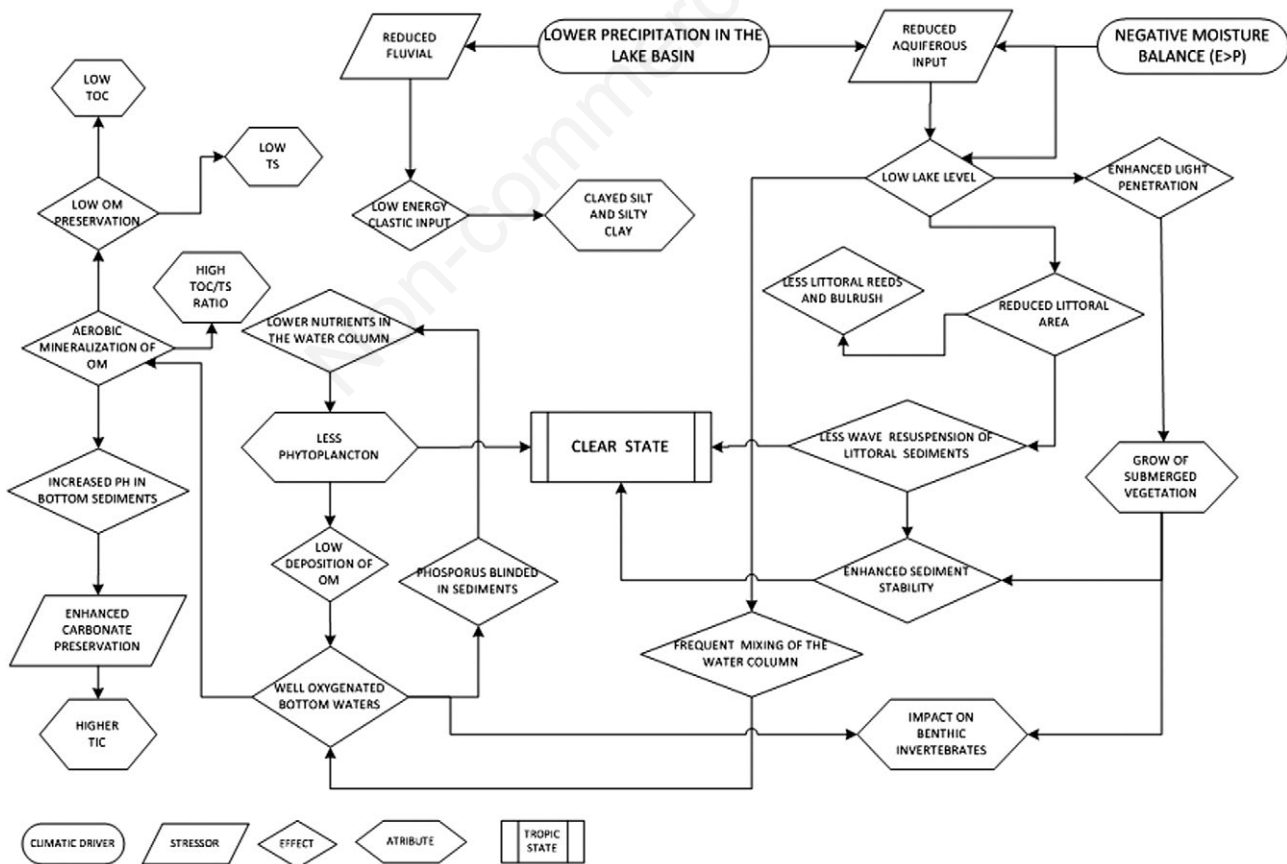 LOWER PRECIPITATION IN THE
LAKE BASIN
NEGATIVE MOISTURE
BALANCE (E>P)
REDUCED
FLUVIAL
REDUCED
AQUIFEROUS
INPUT
LOW
TOC
LOW
TS
LOW OM
PRESERVATION
LOW ENERGY
CLASTIC INPUT
CLAYED SILT
AND SILTY
CLAY
LOW LAKE LEVEL
ENHANCED LIGHT
PENETRATION
HIGH
TOC/TS
RATIO
LESS LITTORAL REEDS
AND BULRUSH
REDUCED LITTORAL
AREA
AEROBIC
MINERALIZATION OF
OM
LOWER NUTRIENTS IN
THE WATER COLUMN
LESS
PHYTOPLANCTON
CLEAR STATE
LESS WAVE RESUSPENSION OF
LITTORAL SEDIMENTS
GROW OF
SUBMERGED
VEGETATION
INCREASED PH IN
BOTTOM SEDIMENTS
LOW
DEPOSITION OF
OM
PHOSPORUS BLINDED
IN SEDIMENTS
ENHANCED SEDIMENT
STABILITY
ENHANCED
CARBONATE
PRESERVATION
FREQUENT MIXING OF THE
WATER COLUMN
WELL OXYGENATED
BOTTOM WATERS
HIGHER
TIC
IMPACT ON
BENTHIC
INVERTEBRATES
CLIMATIC DRIVER
STRESSOR
EFFECT
ATRIBUTE
TROPIC
STATE
Non-commerc